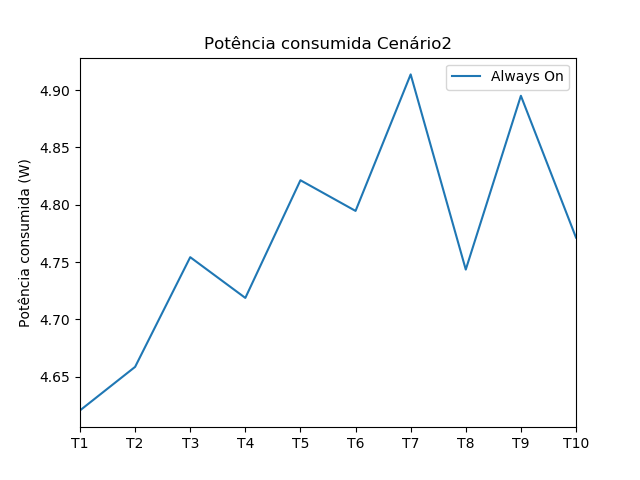 Potência consumida Cenário2
Always On
Potência consumida (W)
4.90
4.85
4.80
4.75
4.70
4.65
T1 T2 T3 T4 T5 T6 T7 T8 T9 T10